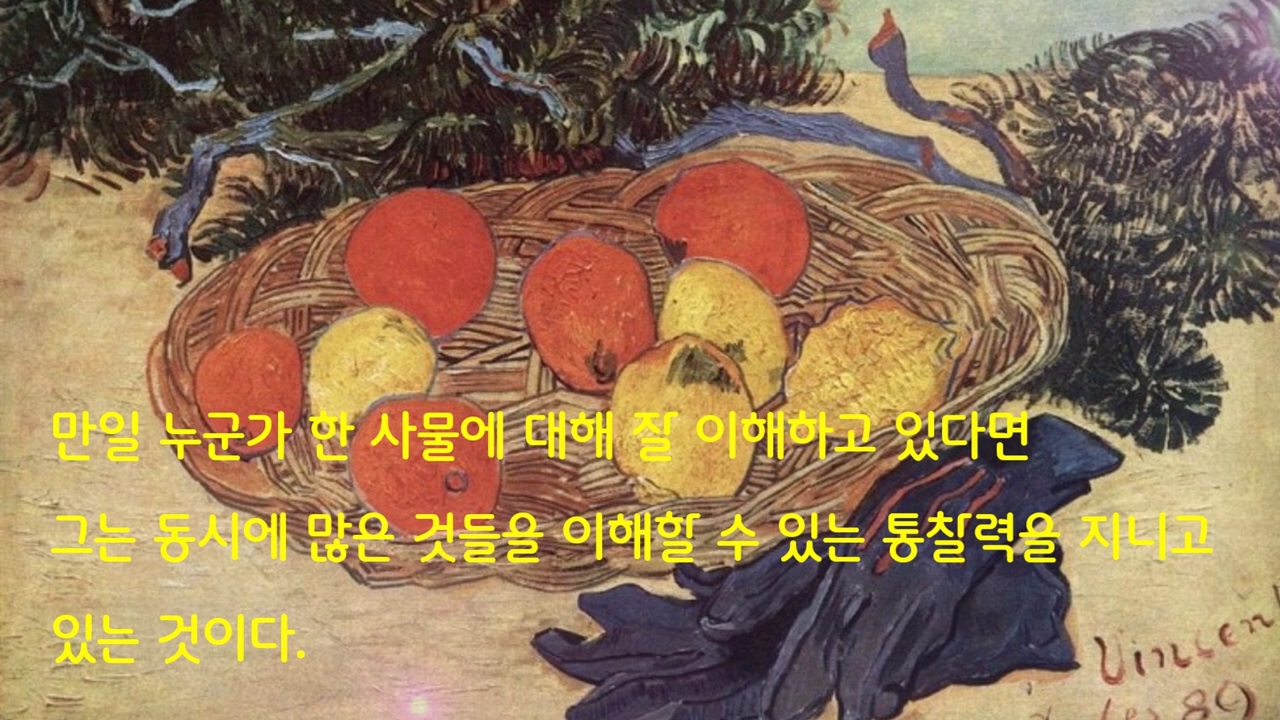 만일 누군가 한 사물에 대해 잘 이해하고 있다면
그는 동시에 많은 것들을 이해할 수 있는 통찰력을 지니고
있는 것이다.
Vincen
89